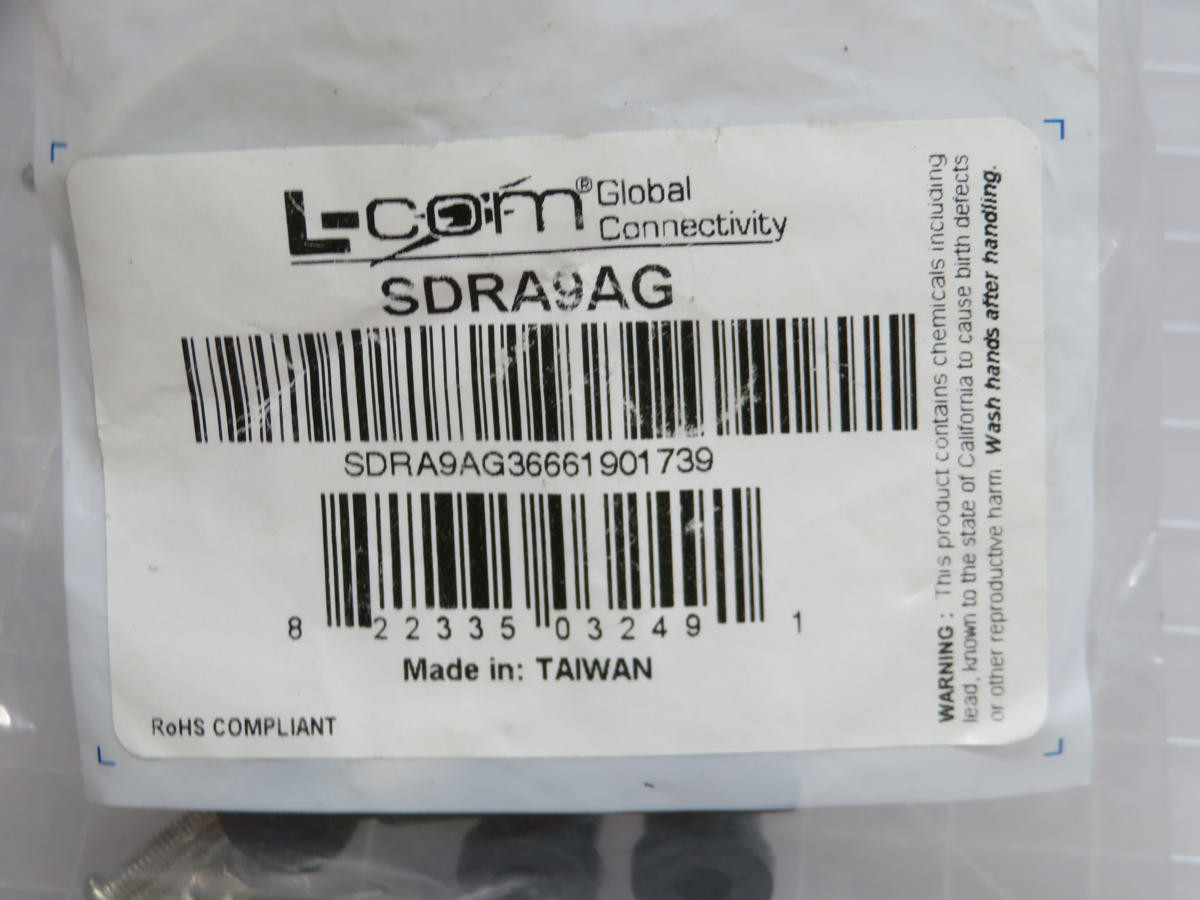 L-com® Global
Connectivity
SDRA9AG
SDRA9AG36661901739
8 22335 03249 1
Made in: TAIWAN
RoHS COMPLIANT
WARNING : This product contains chemicals including
lead, known to the state of California to cause birth defects
or other reproductive harm. Wash hands after handling.